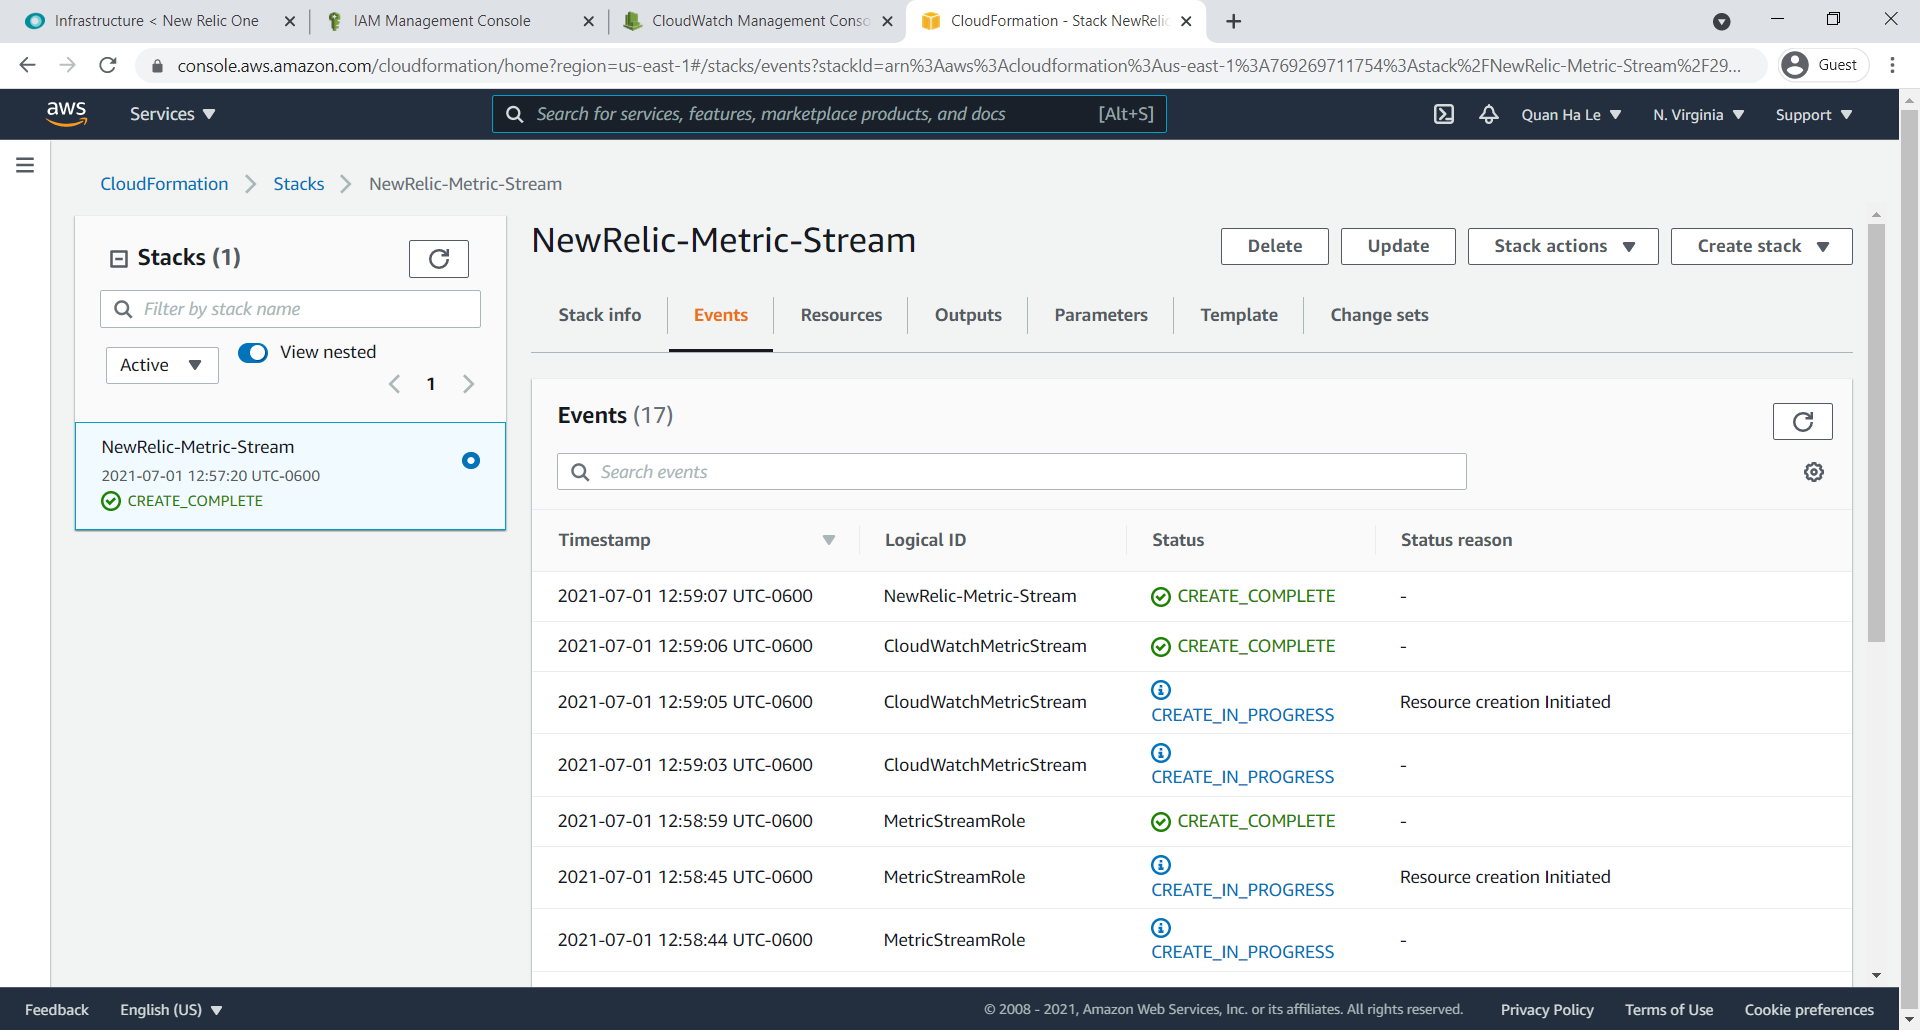 Infrastructure < New Relic One
IAM Management Console
CloudWatch Management Conso
CloudFormation - Stack NewRelic
console.aws.amazon.com/cloudformation/home?region=us-east-1#/stacks/events?stackId=arn%3Aaws%3Acloudformation%3Aus-east-1%3A769269711754%3Astack%2FNewRelic-Metric-Stream%2F29...
Guest
aws
Services
Search for services, features, marketplace products, and docs
[Alt+S]
Quan Ha Le
N. Virginia
Support
CloudFormation
Stacks
NewRelic-Metric-Stream
Stacks (1)
Filter by stack name
Active
View nested
1
NewRelic-Metric-Stream
2021-07-01 12:57:20 UTC-0600
CREATE_COMPLETE
NewRelic-Metric-Stream
Delete
Update
Stack actions
Create stack
Stack info
Events
Resources
Outputs
Parameters
Template
Change sets
Events (17)
Search events
Timestamp
Logical ID
Status
Status reason
2021-07-01 12:59:07 UTC-0600
NewRelic-Metric-Stream
CREATE_COMPLETE
-
2021-07-01 12:59:06 UTC-0600
CloudWatchMetricStream
CREATE_COMPLETE
-
2021-07-01 12:59:05 UTC-0600
CloudWatchMetricStream
CREATE_IN_PROGRESS
Resource creation Initiated
2021-07-01 12:59:03 UTC-0600
CloudWatchMetricStream
CREATE_IN_PROGRESS
-
2021-07-01 12:58:59 UTC-0600
MetricStreamRole
CREATE_COMPLETE
-
2021-07-01 12:58:45 UTC-0600
MetricStreamRole
CREATE_IN_PROGRESS
Resource creation Initiated
2021-07-01 12:58:44 UTC-0600
MetricStreamRole
CREATE_IN_PROGRESS
-
Feedback
English (US)
© 2008 - 2021, Amazon Web Services, Inc. or its affiliates. All rights reserved.
Privacy Policy
Terms of Use
Cookie preferences